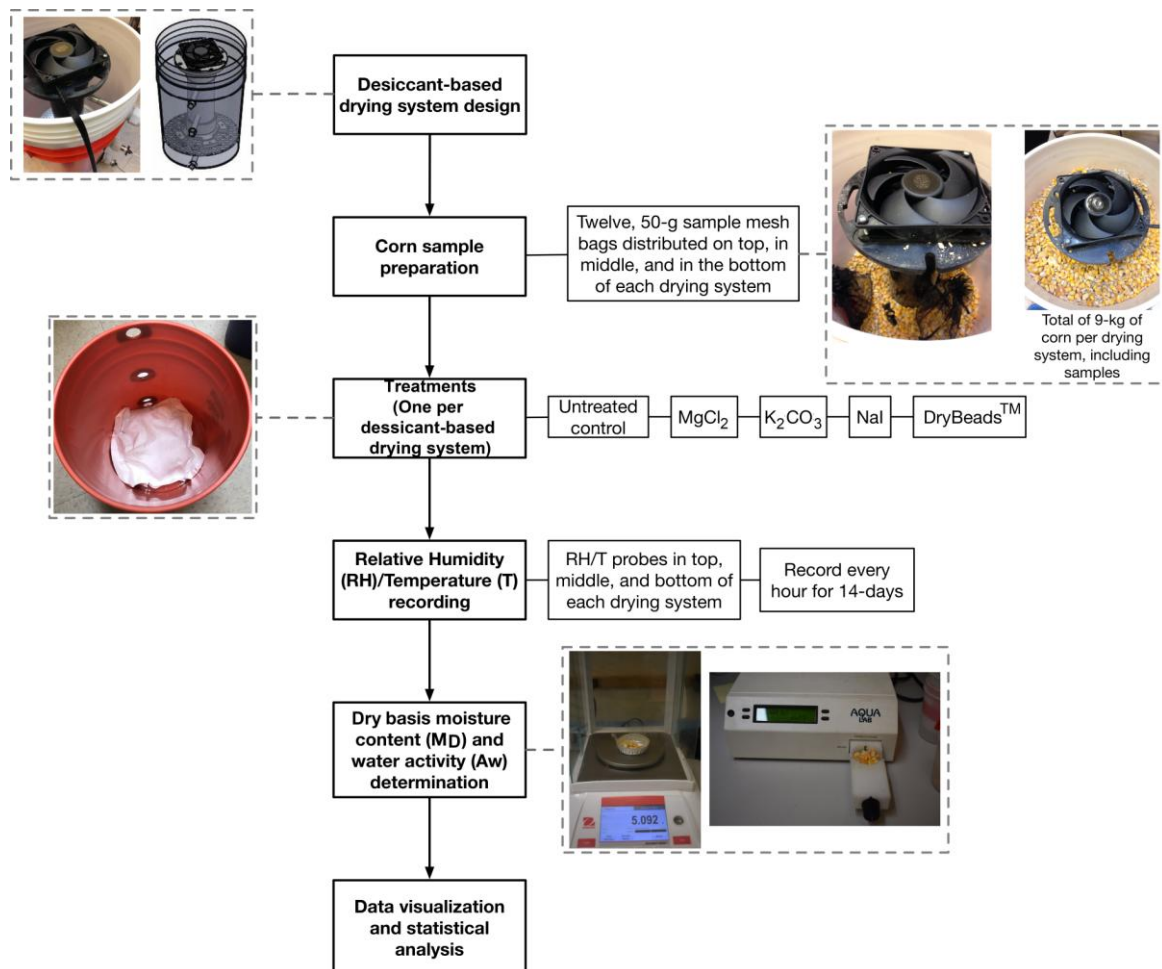 Desiccant-based
drying system design
Corn sample
preparation
Twelve, 50-g sample mesh
bags distributed on top, in
middle, and in the bottom
of each drying system
Total of 9-kg of
corn per drying
system, including
samples
Treatments
(One per
dessicant-based
drying system)
Untreated
control
MgCl₂
K₂CO₃
NaI
DryBeads™
Relative Humidity
(RH)/Temperature (T)
recording
RH/T probes in top,
middle, and bottom of
each drying system
Record every
hour for 14-days
Dry basis moisture
content (MD) and
water activity (Aw)
determination
5.092
AQUA
LAB
Data visualization
and statistical
analysis